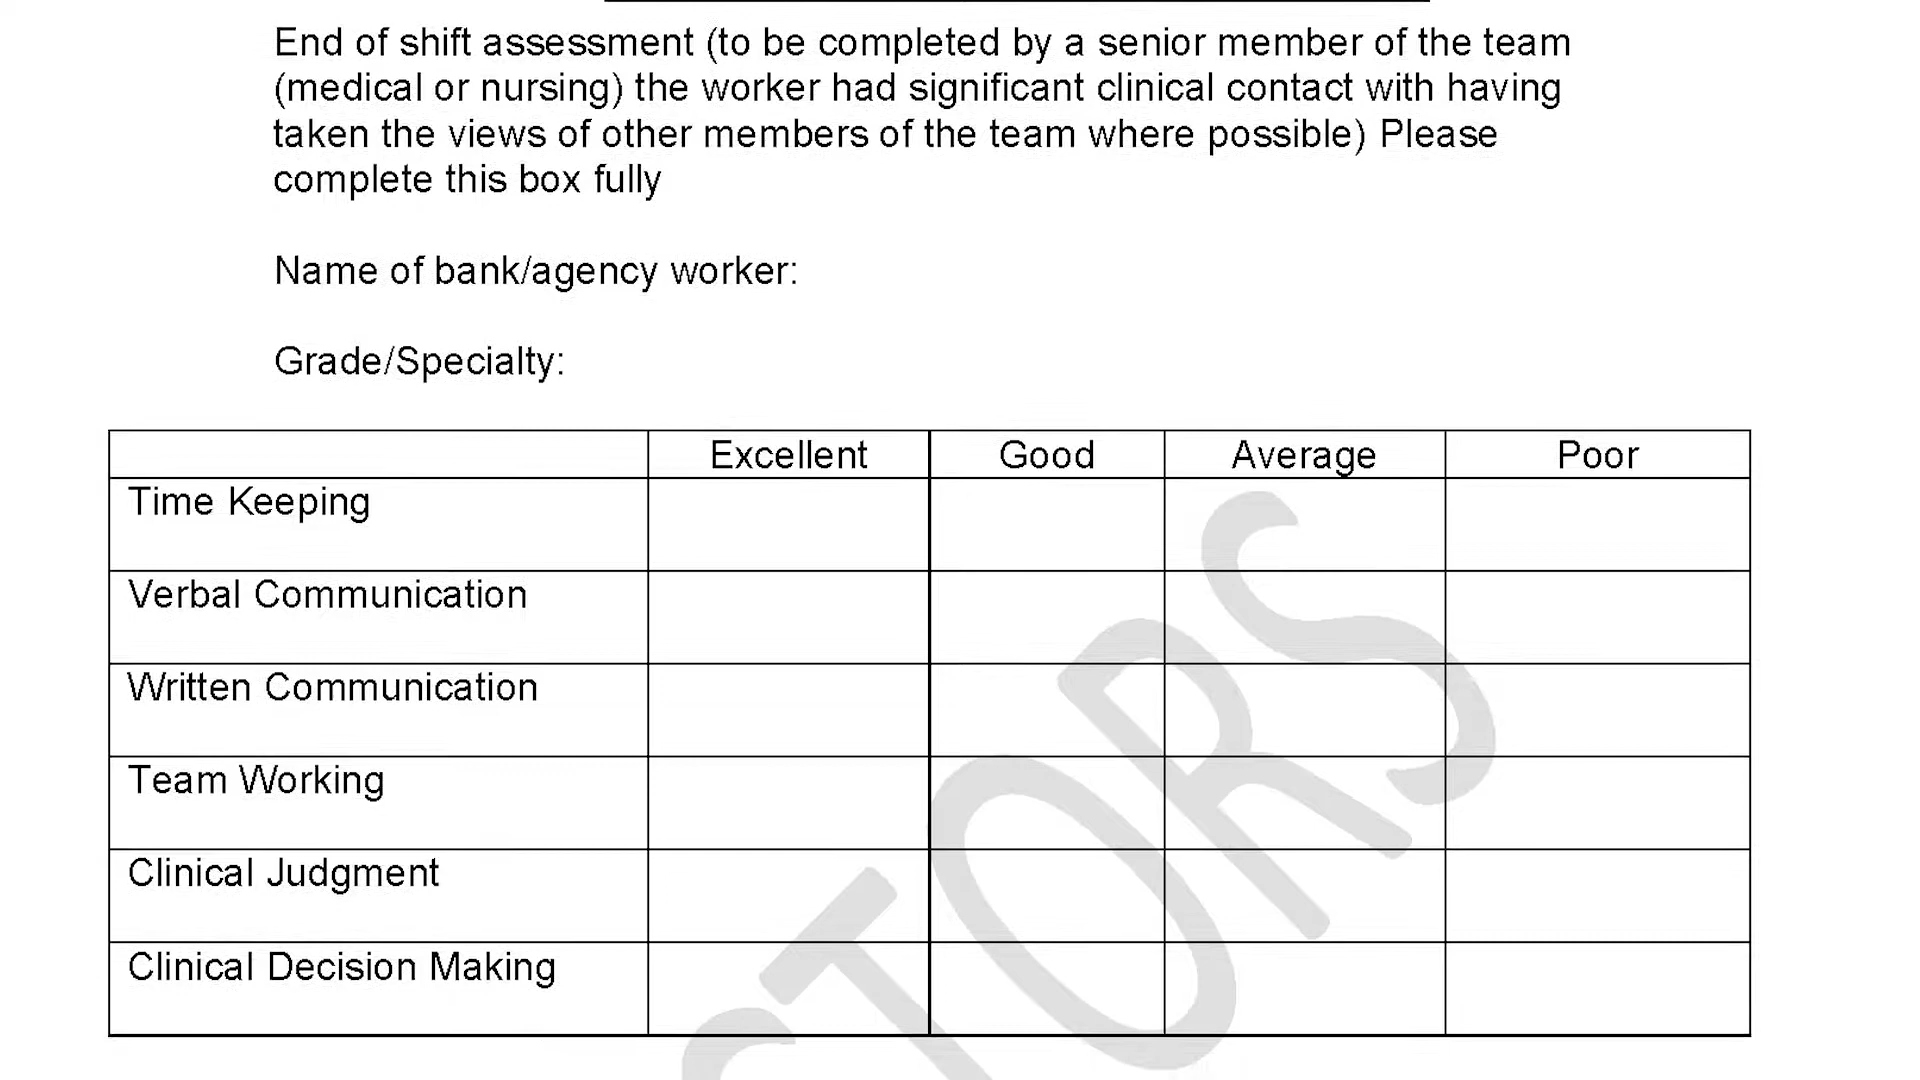 End of shift assessment (to be completed by a senior member of the team
(medical or nursing) the worker had significant clinical contact with having
taken the views of other members of the team where possible) Please
complete this box fully
Name of bank/agency worker:
Grade/Specialty:
Excellent Good Average Poor
Time Keeping
Verbal Communication
Written Communication
Team Working
Clinical Judgment
Clinical Decision Making
TORS